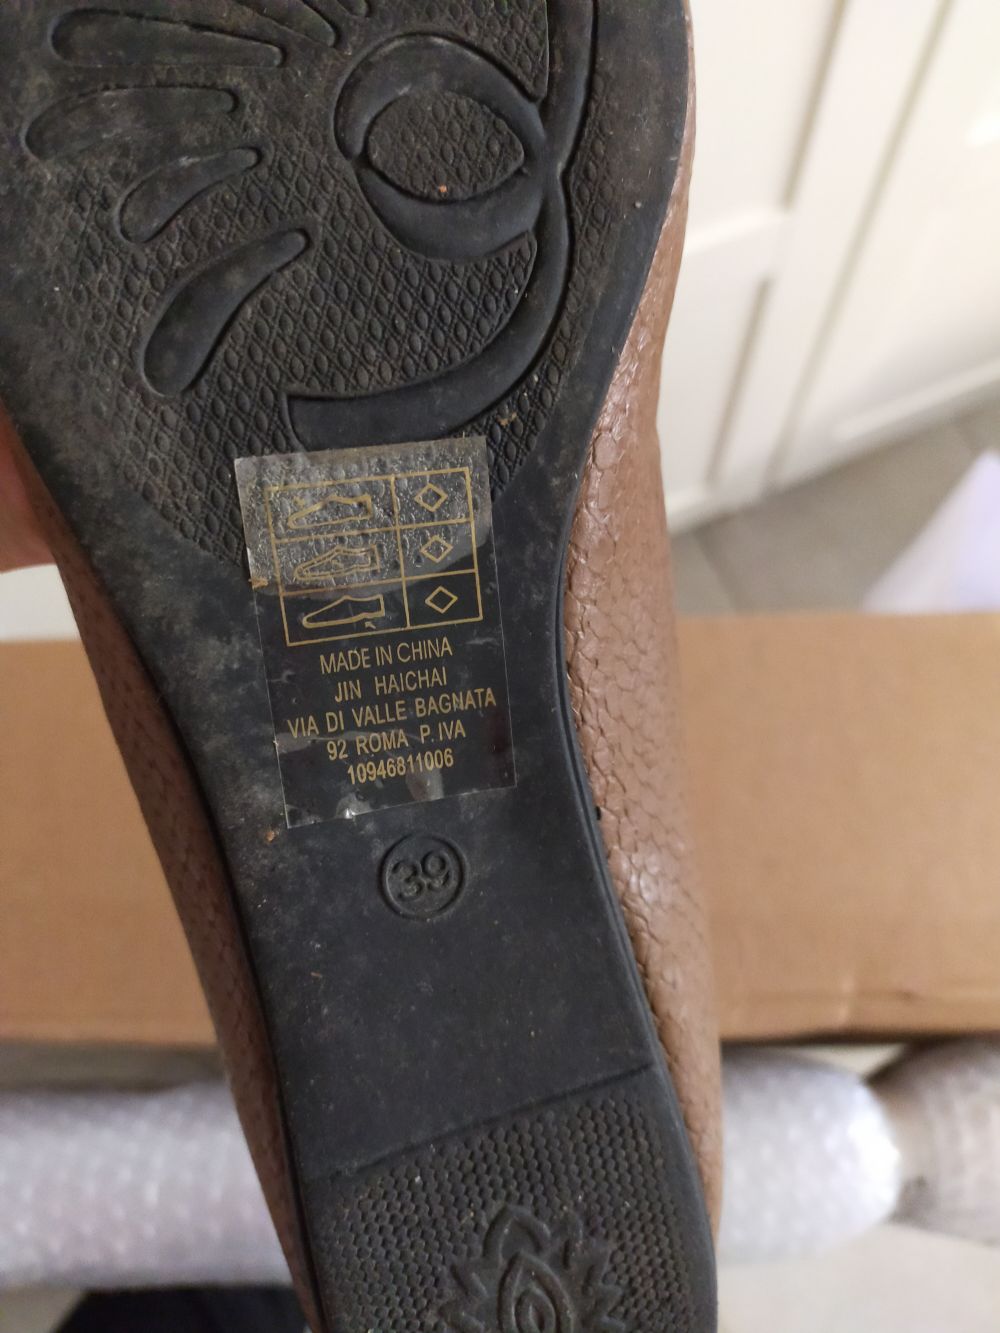 MADE IN CHINA
JIN HAICHAI
VIA DI VALLE BAGNATA
92 ROMA P.IVA
10946811006
39